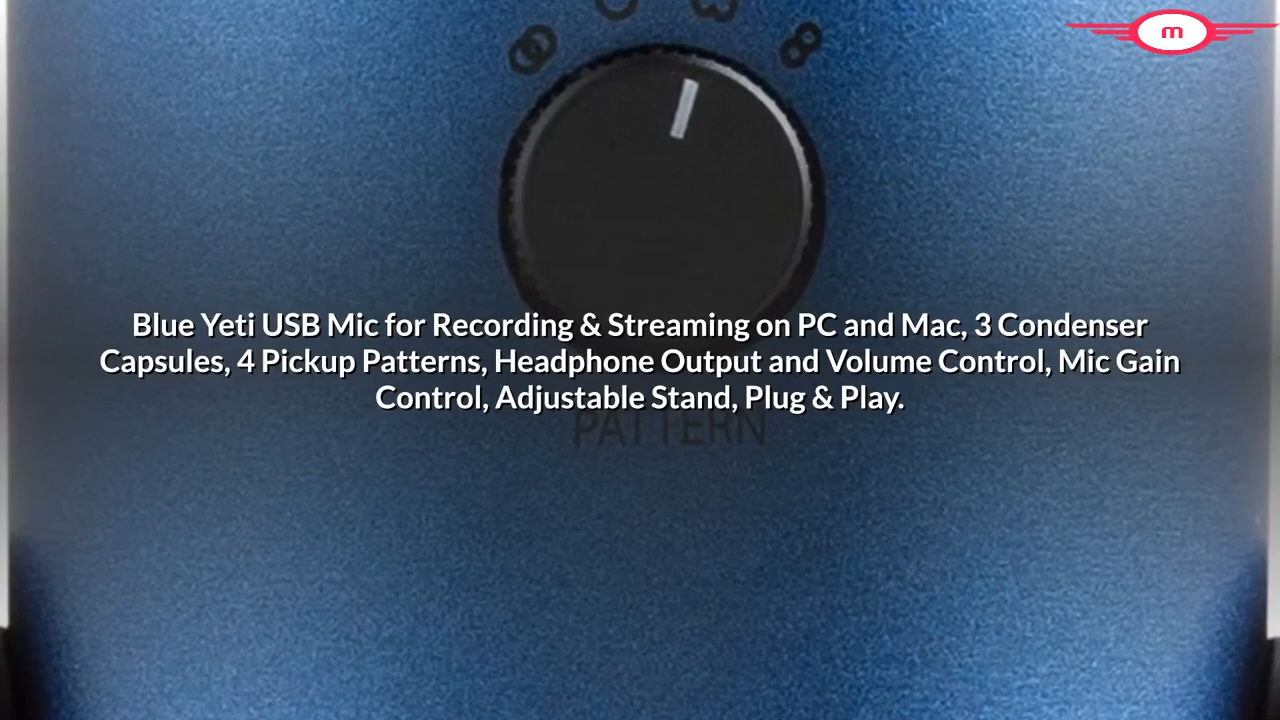 m
Blue Yeti USB Mic for Recording & Streaming on PC and Mac, 3 Condenser
Capsules, 4 Pickup Patterns, Headphone Output and Volume Control, Mic Gain
Control, Adjustable Stand, Plug & Play.
PATTERN